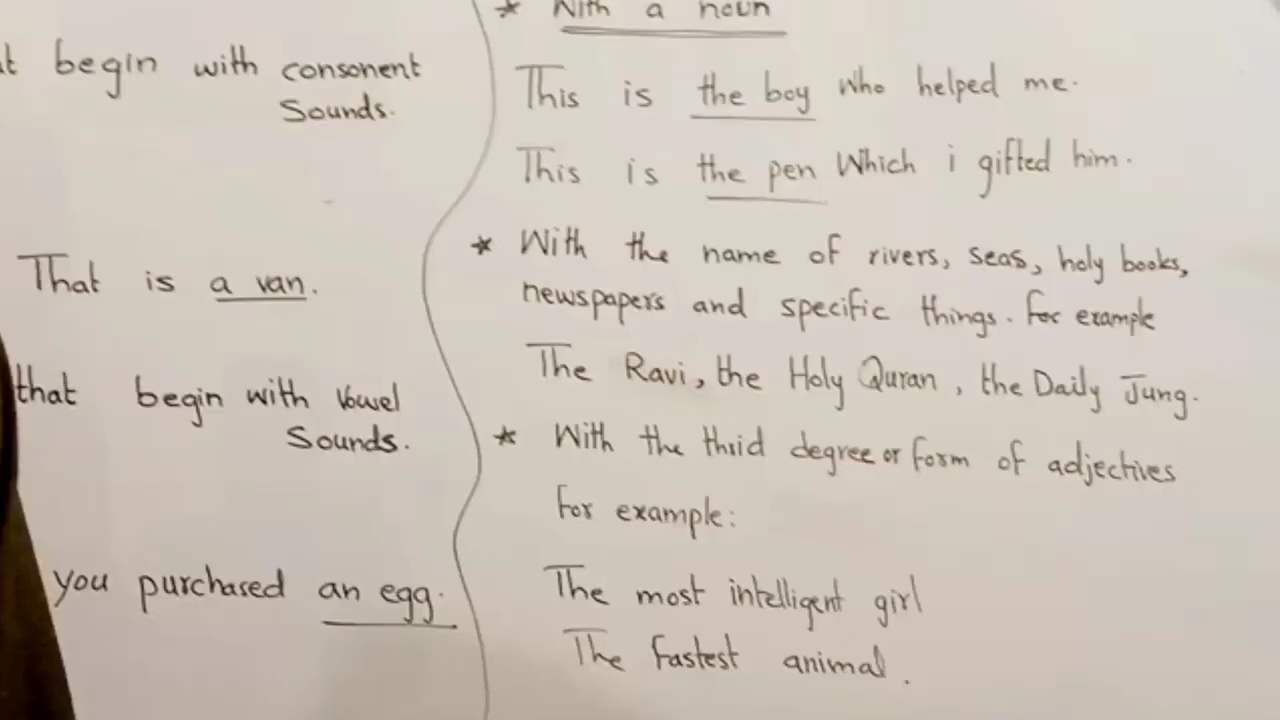 t begin with consonent
Sounds.
That is a van.
that begin with Vowel
Sounds.
you purchased an egg.
* With a noun
This is the boy who helped me.
This is the pen Which i gifted him.
* With the name of rivers, seas, holy books,
newspapers and specific things. For example
The Ravi, the Holy Quran, the Daily Jung.
* With the thrid degree or form of adjectives
for example:
The most intelligent girl
The fastest animal.